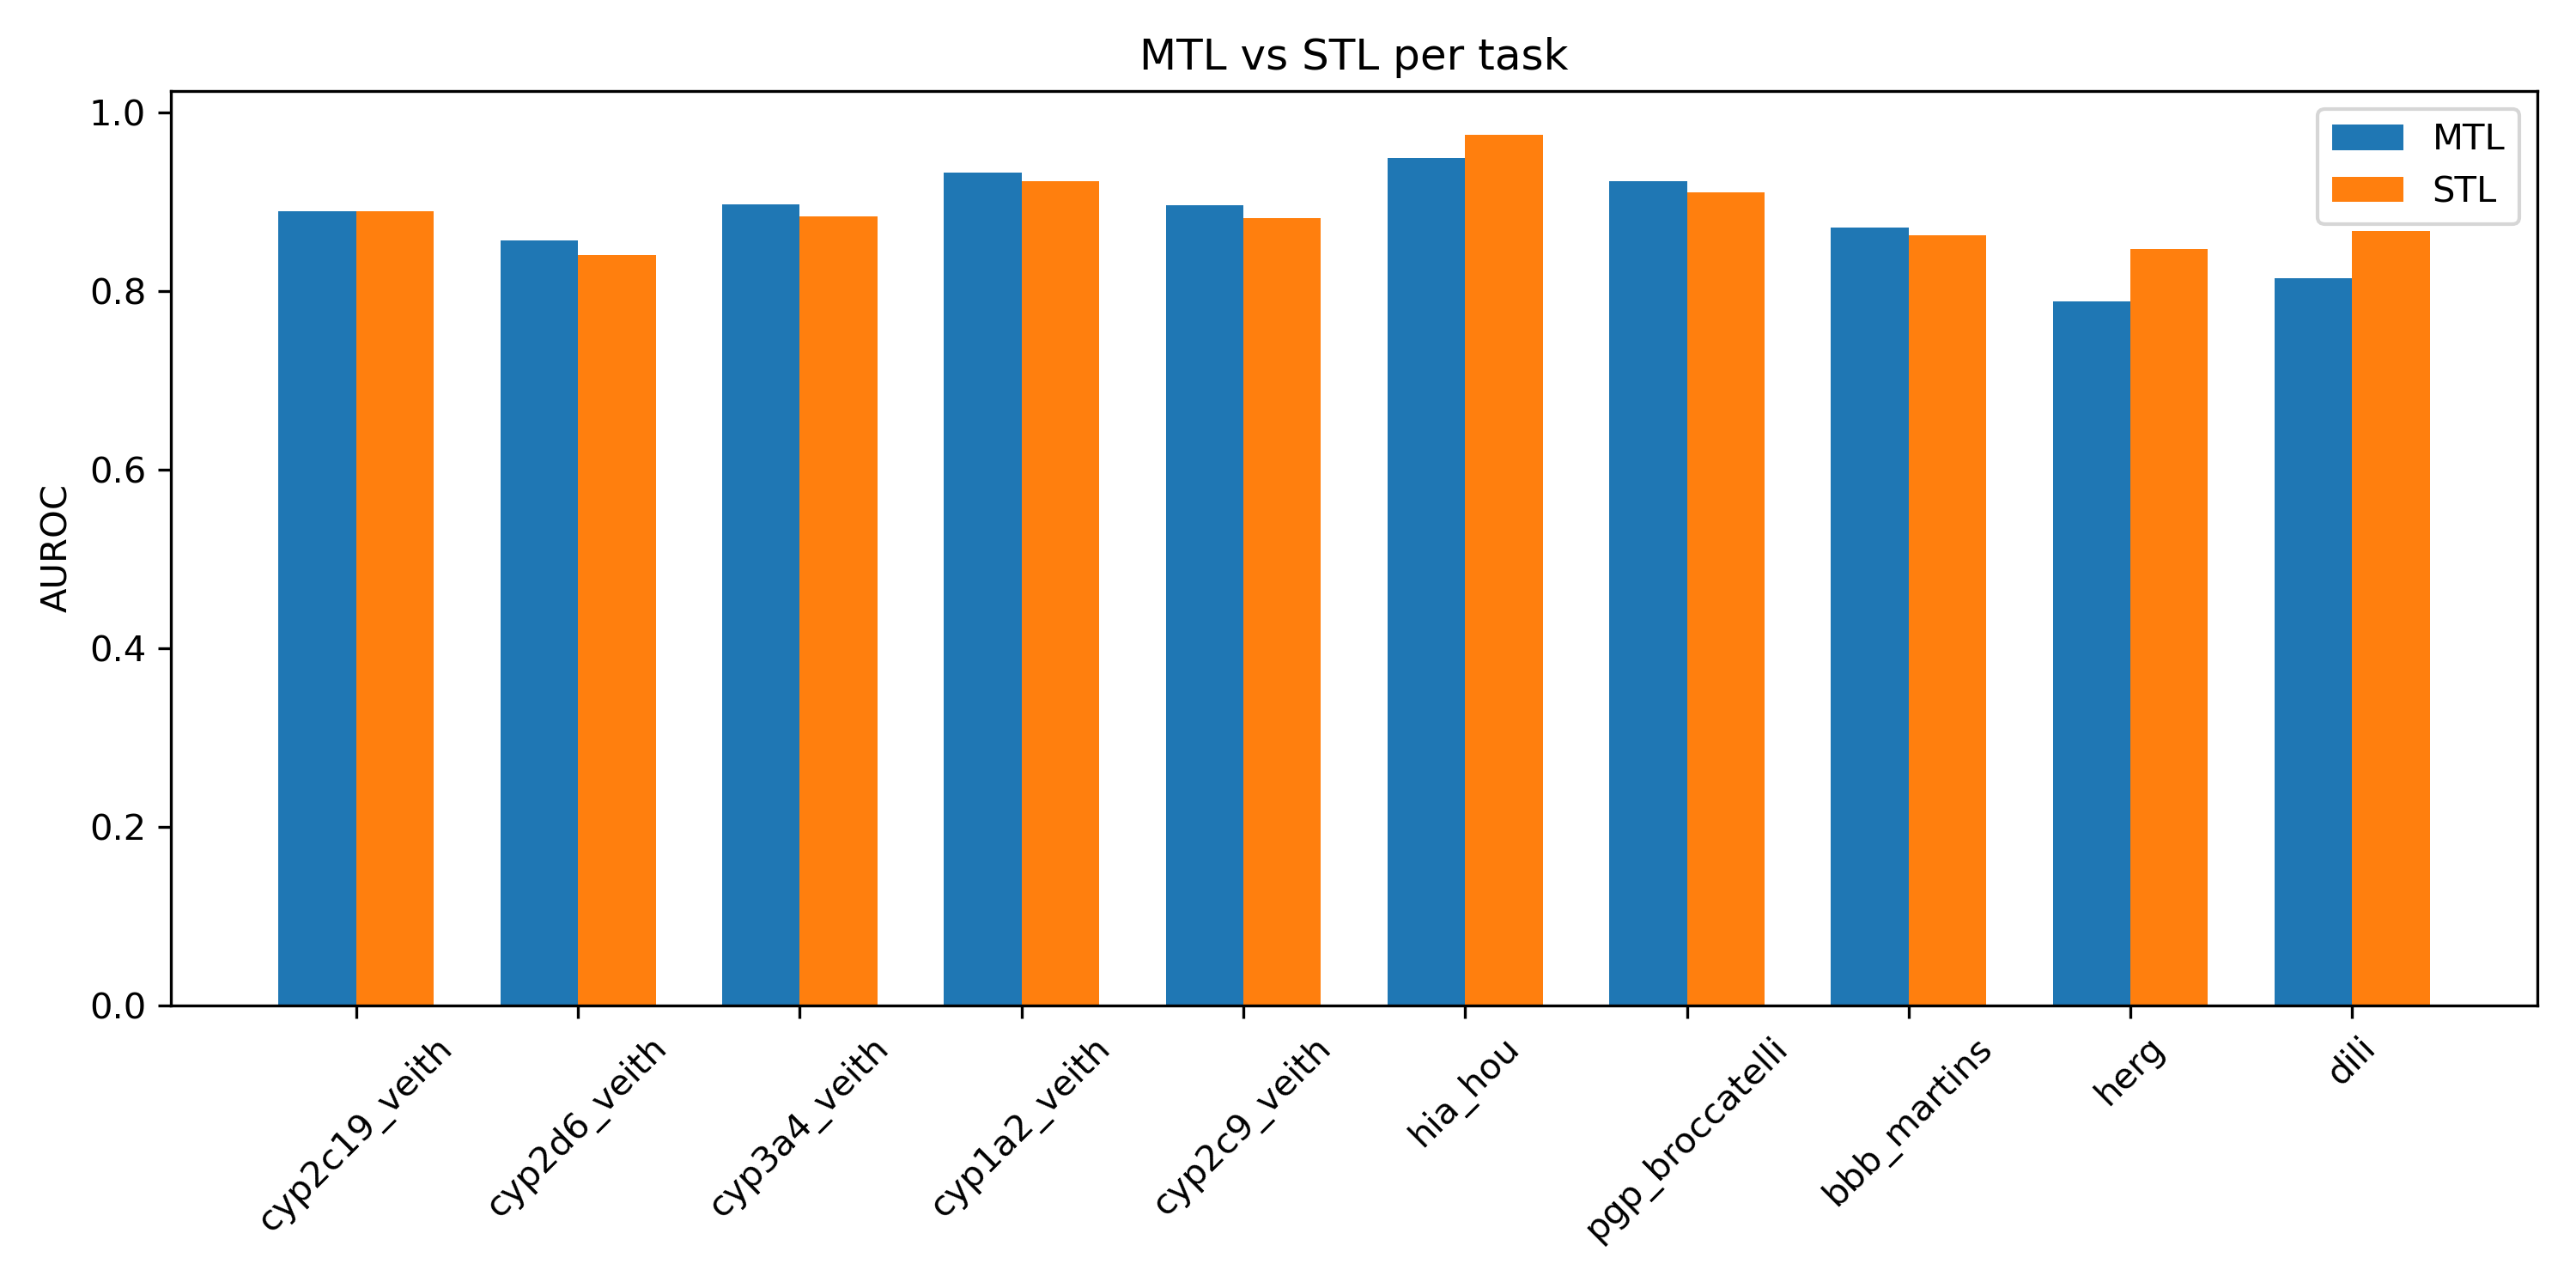 MTL vs STL per task
1.0
0.8
0.6
0.4
0.2
0.0
AUROC
MTL
STL
cyp2c19_veith
cyp2d6_veith
cyp3a4_veith
cyp1a2_veith
cyp2c9_veith
hia_hou
pgp_broccatelli
bbb_martins
herg
dili